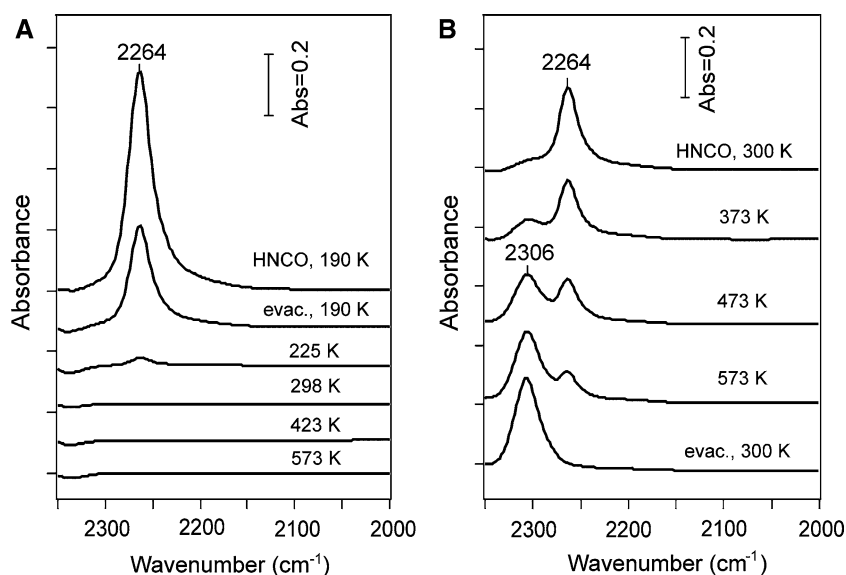 A
2264
Abs=0.2
HNCO, 190 K
evac., 190 K
225 K
298 K
423 K
573 K
Absorbance
2300 2200 2100 2000
Wavenumber (cm-1)
B
2264
Abs=0.2
HNCO, 300 K
373 K
2306
473 K
573 K
evac., 300 K
Absorbance
2300 2200 2100 2000
Wavenumber (cm-1)